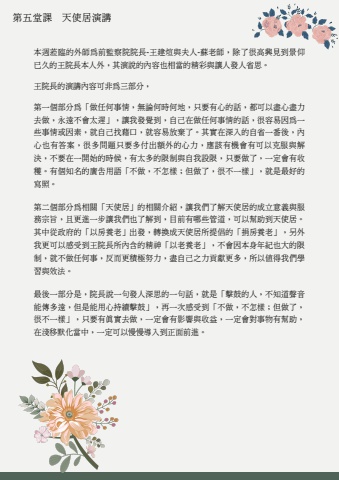 第五堂課　天使居演講
本週蒞臨的外師爲前監察院院長-王建煊與夫人-蘇老師，除了很高興見到景仰
已久的王院長本人外，其演說的內容也相當的精彩與讓人發人省思。
王院長的演講內容可非爲三部分，
第一個部分爲「做任何事情，無論何時何地，只要有心的話，都可以盡心盡力
去做，永遠不會太遲」，讓我發覺到，自己在做任何事情的話，很容易因爲一
些事情或因素，就自己找藉口，就容易放棄了。其實在深入的自省一番後，內
心也有答案，很多問題只要多付出額外的心力，應該有機會有可以克服與解
決，不要在一開始的時候，有太多的限制與自我設限，只要做了，一定會有收
穫。有個知名的廣告用語「不做，不怎樣；但做了，很不一樣」，就是最好的
寫照。
第二個部分爲相關「天使居」的相關介紹，讓我們了解天使居的成立意義與服
務宗旨，且更進一步讓我們也了解到，目前有哪些管道，可以幫助到天使居。
其中從政府的「以房養老」出發，轉換成天使居所提倡的「捐房養老」。另外
我更可以感受到王院長所內含的精神「以老養老」，不會因本身年紀也大的限
制，就不做任何事，反而更積極努力，盡自己之力貢獻更多，所以值得我們學
習與效法。
最後一部分是，院長說一句發人深思的一句話，就是「擊鼓的人，不知道聲音
能傳多遠，但是能用心持續擊鼓」，再一次感受到「不做，不怎樣；但做了，
很不一樣」，只要有真實去做，一定會有影響與收益，一定會對事物有幫助，
在淺移默化當中，一定可以慢慢導入到正面前進。